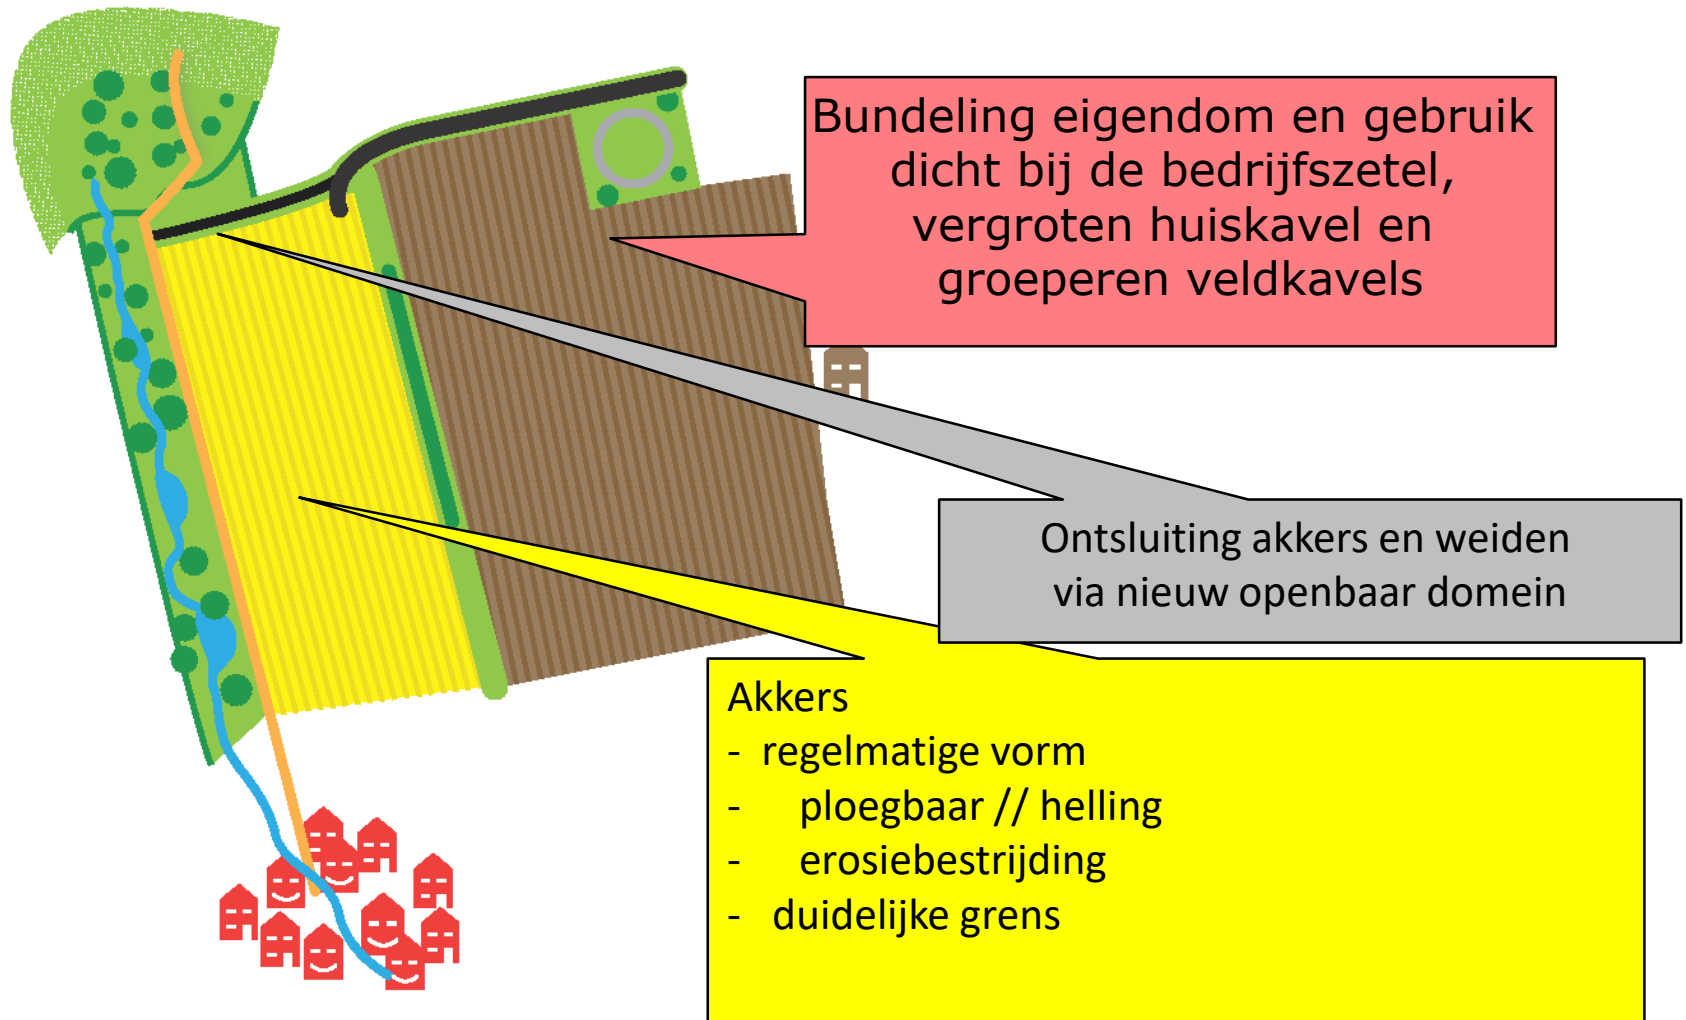 Bundeling eigendom en gebruik
dicht bij de bedrijfszetel,
vergroten huiskavel en
groeperen veldkavels
Ontsluiting akkers en weiden
via nieuw openbaar domein
Akkers
- regelmatige vorm
- ploegbaar // helling
- erosiebestrijding
- duidelijke grens